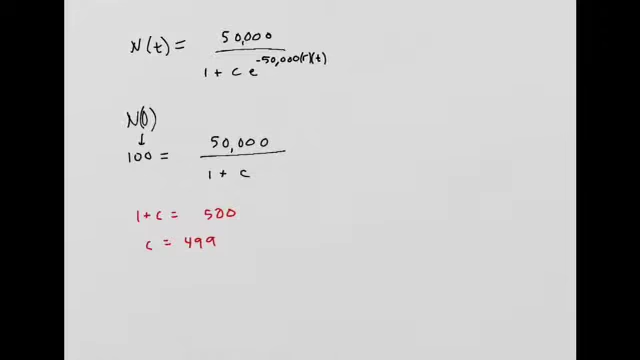 N(t) = 50,000 / 1 + c e^-50,000(r)(t)
N(0)
↓
100 = 50,000 / 1 + c
1 + c = 500
c = 499